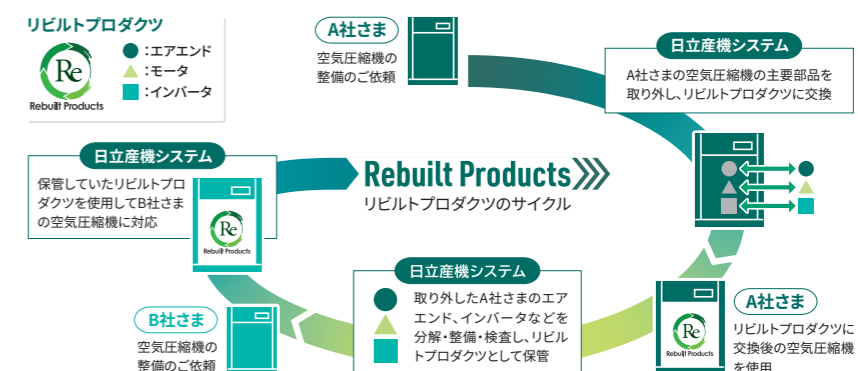 リビルトプロダクツ
Re
Rebuilt Products
：エアエンド
：モータ
：インバータ
A社さま
空気圧縮機の
整備のご依頼
日立産機システム
A社さまの空気圧縮機の主要部品を
取り外し、リビルトプロダクツに交換
日立産機システム
保管していたリビルトプロ
ダクツを使用してB社さま
の空気圧縮機に対応
Re
Rebuilt Products
Rebuilt Products
リビルトプロダクツのサイクル
日立産機システム
取り外したA社さまのエア
エンド、インバータなどを
分解・整備・検査し、リビル
トプロダクツとして保管
B社さま
空気圧縮機の
整備のご依頼
Re
Rebuilt Products
A社さま
リビルトプロダクツに
交換後の空気圧縮機
を使用